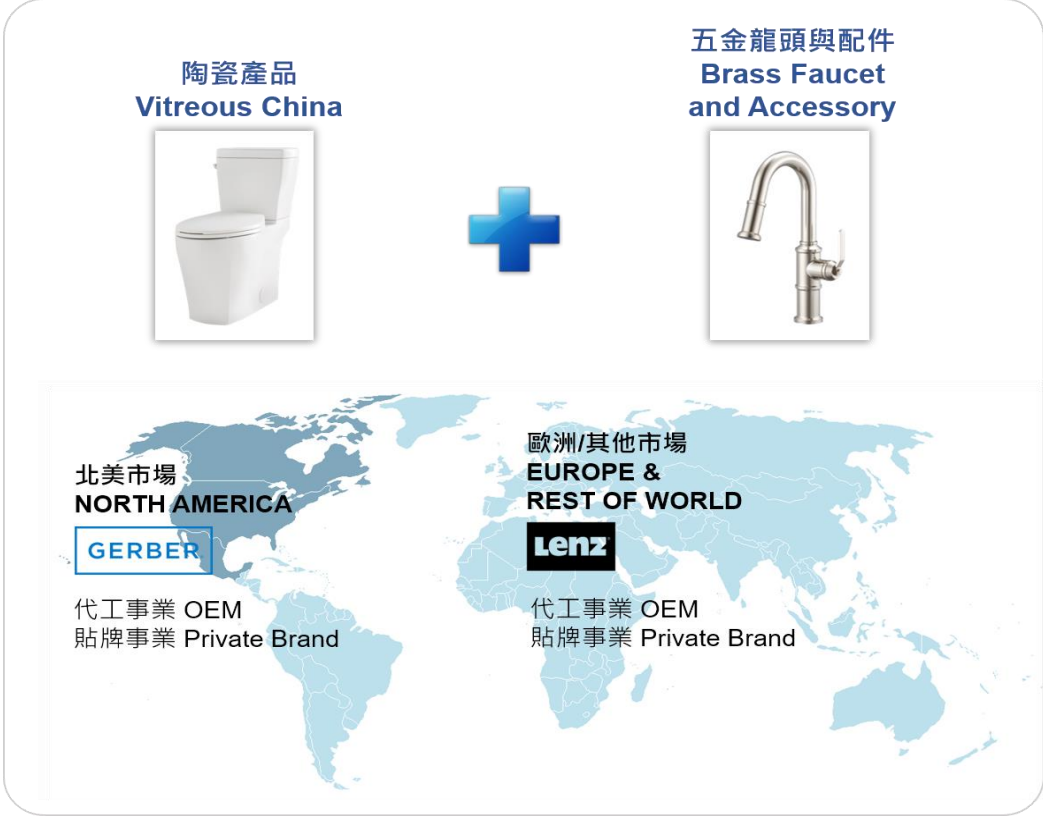 陶瓷產品
Vitreous China
五金龍頭與配件
Brass Faucet
and Accessory
北美市場
NORTH AMERICA
GERBER
代工事業 OEM
貼牌事業 Private Brand
歐洲/其他市場
EUROPE &
REST OF WORLD
Lenz
代工事業 OEM
貼牌事業 Private Brand